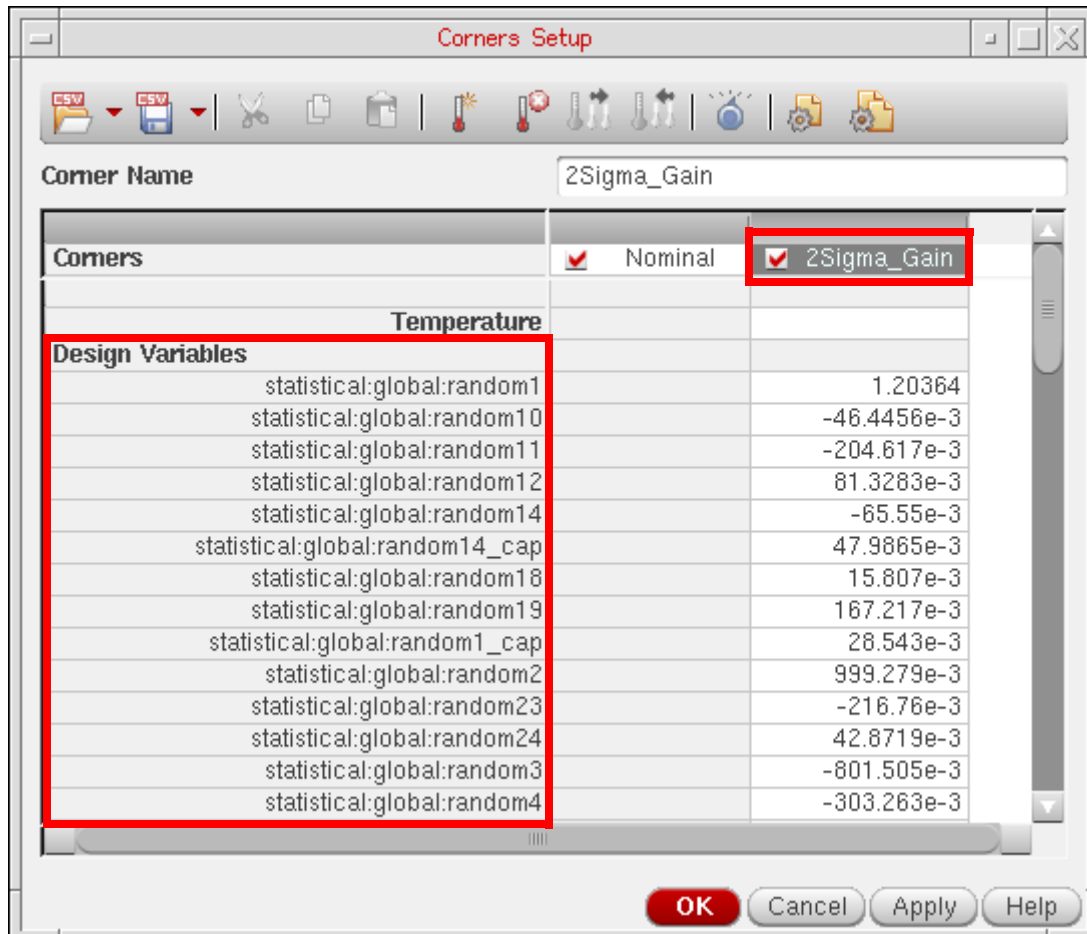 Corners Setup
CSV CSV
Corner Name 2Sigma_Gain
Corners Nominal 2Sigma_Gain
Temperature
Design Variables
statistical:global:random1 1.20364
statistical:global:random10 -46.4456e-3
statistical:global:random11 -204.617e-3
statistical:global:random12 81.3283e-3
statistical:global:random14 -65.55e-3
statistical:global:random14_cap 47.9865e-3
statistical:global:random18 15.807e-3
statistical:global:random19 167.217e-3
statistical:global:random1_cap 28.543e-3
statistical:global:random2 999.279e-3
statistical:global:random23 -216.76e-3
statistical:global:random24 42.8719e-3
statistical:global:random3 -801.505e-3
statistical:global:random4 -303.263e-3
OK Cancel Apply Help